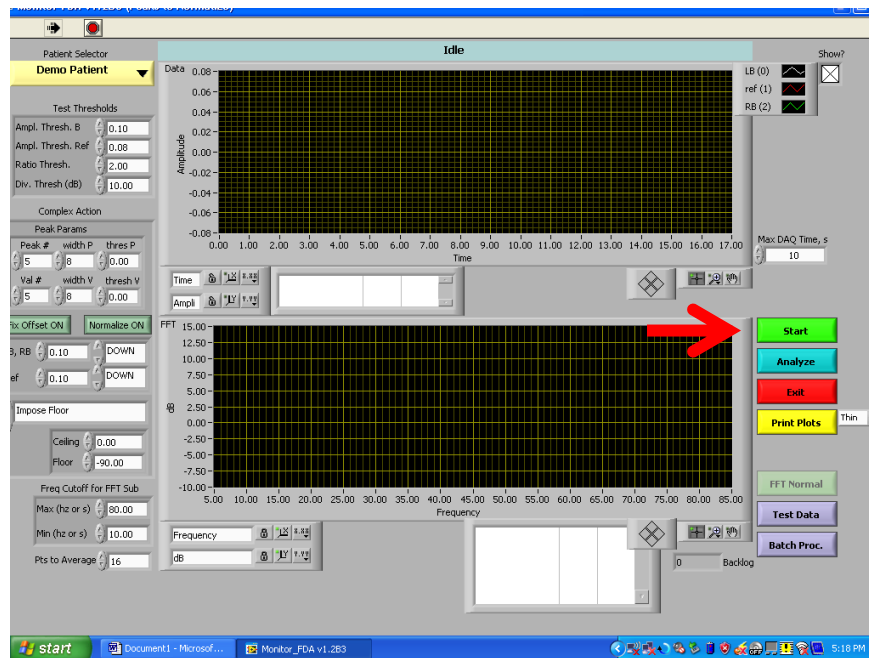 Idle
Patient Selector
Demo Patient
Show?
LB (0)
ref (1)
RB (2)
Data
0.08
0.06
0.04
0.02
0.00
-0.02
-0.04
-0.06
-0.08
Amplitude
0.00 1.00 2.00 3.00 4.00 5.00 6.00 7.00 8.00 9.00 10.00 11.00 12.00 13.00 14.00 15.00 16.00 17.00
Time
Test Thresholds
Ampl. Thresh. B 0.10
Ampl. Thresh. Ref 0.08
Ratio Thresh. 2.00
Div. Thresh (dB) 10.00
Complex Action
Peak Params
Peak # width P thres P
5 8 0.00
Val # width V thresh V
5 8 0.00
Max DAQ Time, s
10
Time
Ampli
Offset ON
Normalize ON
RB 0.10 DOWN
0.10 DOWN
Impose Floor
Ceiling 0.00
Floor -90.00
Freq Cutoff for FFT Sub
Max (hz or s) 80.00
Min (hz or s) 10.00
Pts to Average 16
FFT
15.00
12.50
10.00
7.50
5.00
2.50
0.00
-2.50
-5.00
-7.50
-10.00
dB
5.00 10.00 15.00 20.00 25.00 30.00 35.00 40.00 45.00 50.00 55.00 60.00 65.00 70.00 75.00 80.00 85.00
Frequency
Frequency
dB
Start
Analyze
Exit
Print Plots
Thin
FFT Normal
Test Data
Batch Proc.
0 Backlog
start
Document1 - Microsof...
Monitor_FDA v1.2B3
5:18 PM